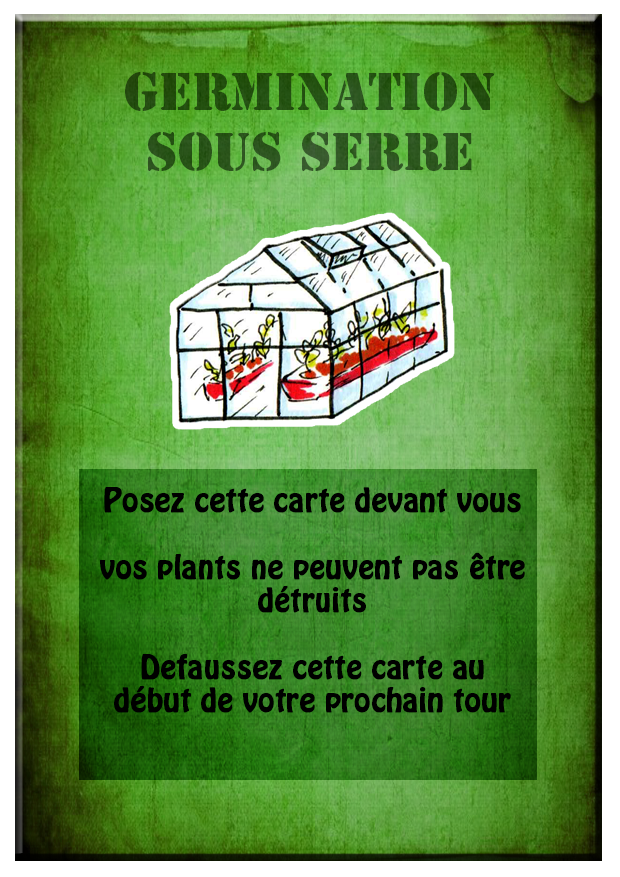 GERMINATION
SOUS SERRE
Posez cette carte devant vous
vos plants ne peuvent pas être
détruits
Defaussez cette carte au
début de votre prochain tour